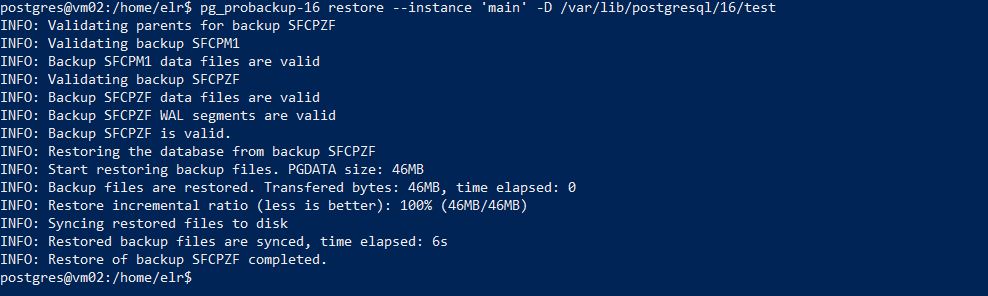 postgres@vm02:/home/elr$ pg_probackup-16 restore --instance 'main' -D /var/lib/postgresql/16/test
INFO: Validating parents for backup SFCPZF
INFO: Validating backup SFCPM1
INFO: Backup SFCPM1 data files are valid
INFO: Validating backup SFCPZF
INFO: Backup SFCPZF data files are valid
INFO: Backup SFCPZF WAL segments are valid
INFO: Backup SFCPZF is valid.
INFO: Restoring the database from backup SFCPZF
INFO: Start restoring backup files. PGDATA size: 46MB
INFO: Backup files are restored. Transfered bytes: 46MB, time elapsed: 0
INFO: Restore incremental ratio (less is better): 100% (46MB/46MB)
INFO: Syncing restored files to disk
INFO: Restored backup files are synced, time elapsed: 6s
INFO: Restore of backup SFCPZF completed.
postgres@vm02:/home/elr$